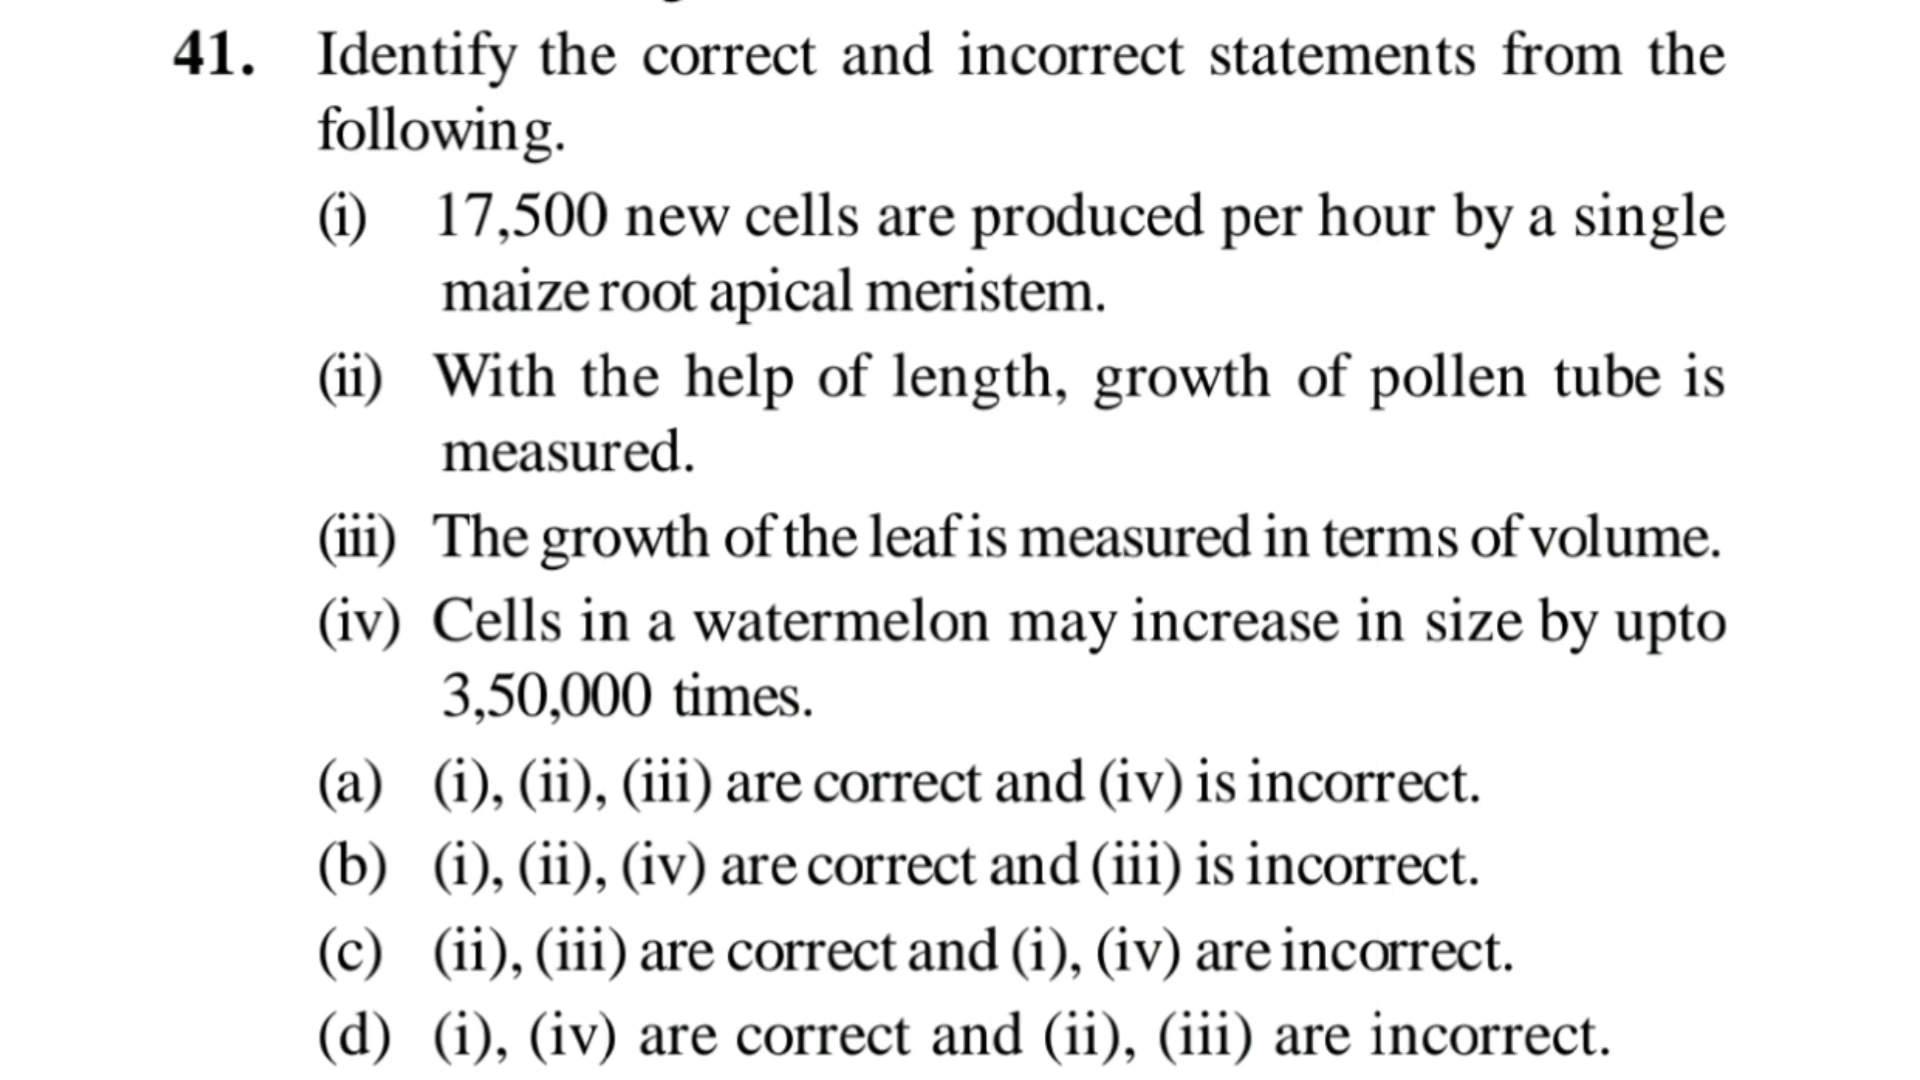 41. Identify the correct and incorrect statements from the
following.
(i) 17,500 new cells are produced per hour by a single
maize root apical meristem.
(ii) With the help of length, growth of pollen tube is
measured.
(iii) The growth of the leaf is measured in terms of volume.
(iv) Cells in a watermelon may increase in size by upto
3,50,000 times.
(a) (i), (ii), (iii) are correct and (iv) is incorrect.
(b) (i), (ii), (iv) are correct and (iii) is incorrect.
(c) (ii), (iii) are correct and (i), (iv) are incorrect.
(d) (i), (iv) are correct and (ii), (iii) are incorrect.